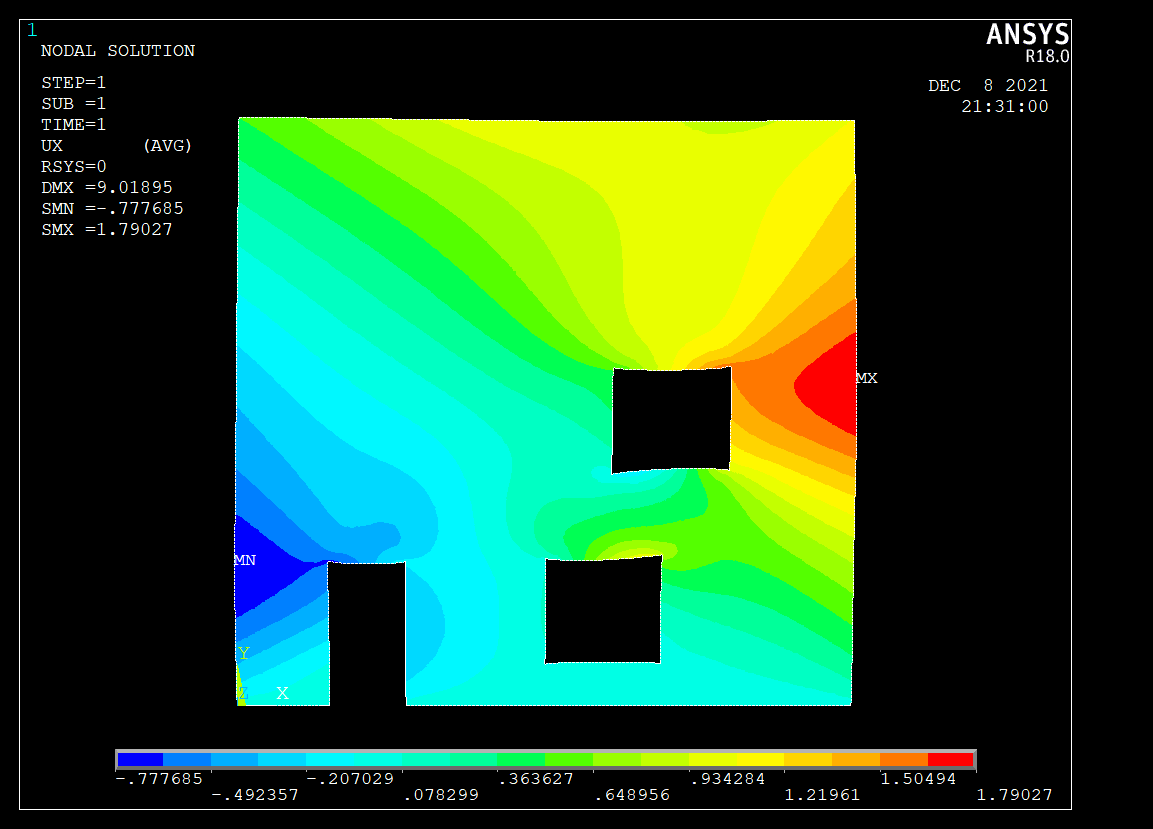 1
ANSYS
R18.0
NODAL SOLUTION
DEC 8 2021
21:31:00
STEP=1
SUB =1
TIME=1
UX (AVG)
RSYS=0
DMX =9.01895
SMN =-.777685
SMX =1.79027
MX
MN
Y
Z X
-.777685 -.207029 .363627 .934284 1.50494
-.492357 .078299 .648956 1.21961 1.79027